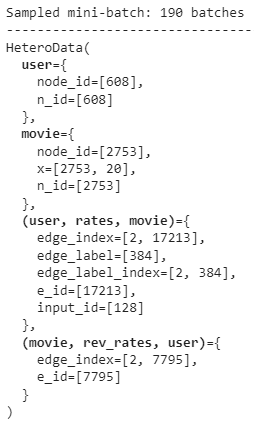 Sampled mini-batch: 190 batches
-------------------------------
HeteroData(
  user={
    node_id=[608],
    n_id=[608]
  },
  movie={
    node_id=[2753],
    x=[2753, 20],
    n_id=[2753]
  },
  (user, rates, movie)={
    edge_index=[2, 17213],
    edge_label=[384],
    edge_label_index=[2, 384],
    e_id=[17213],
    input_id=[128]
  },
  (movie, rev_rates, user)={
    edge_index=[2, 7795],
    e_id=[7795]
  }
)